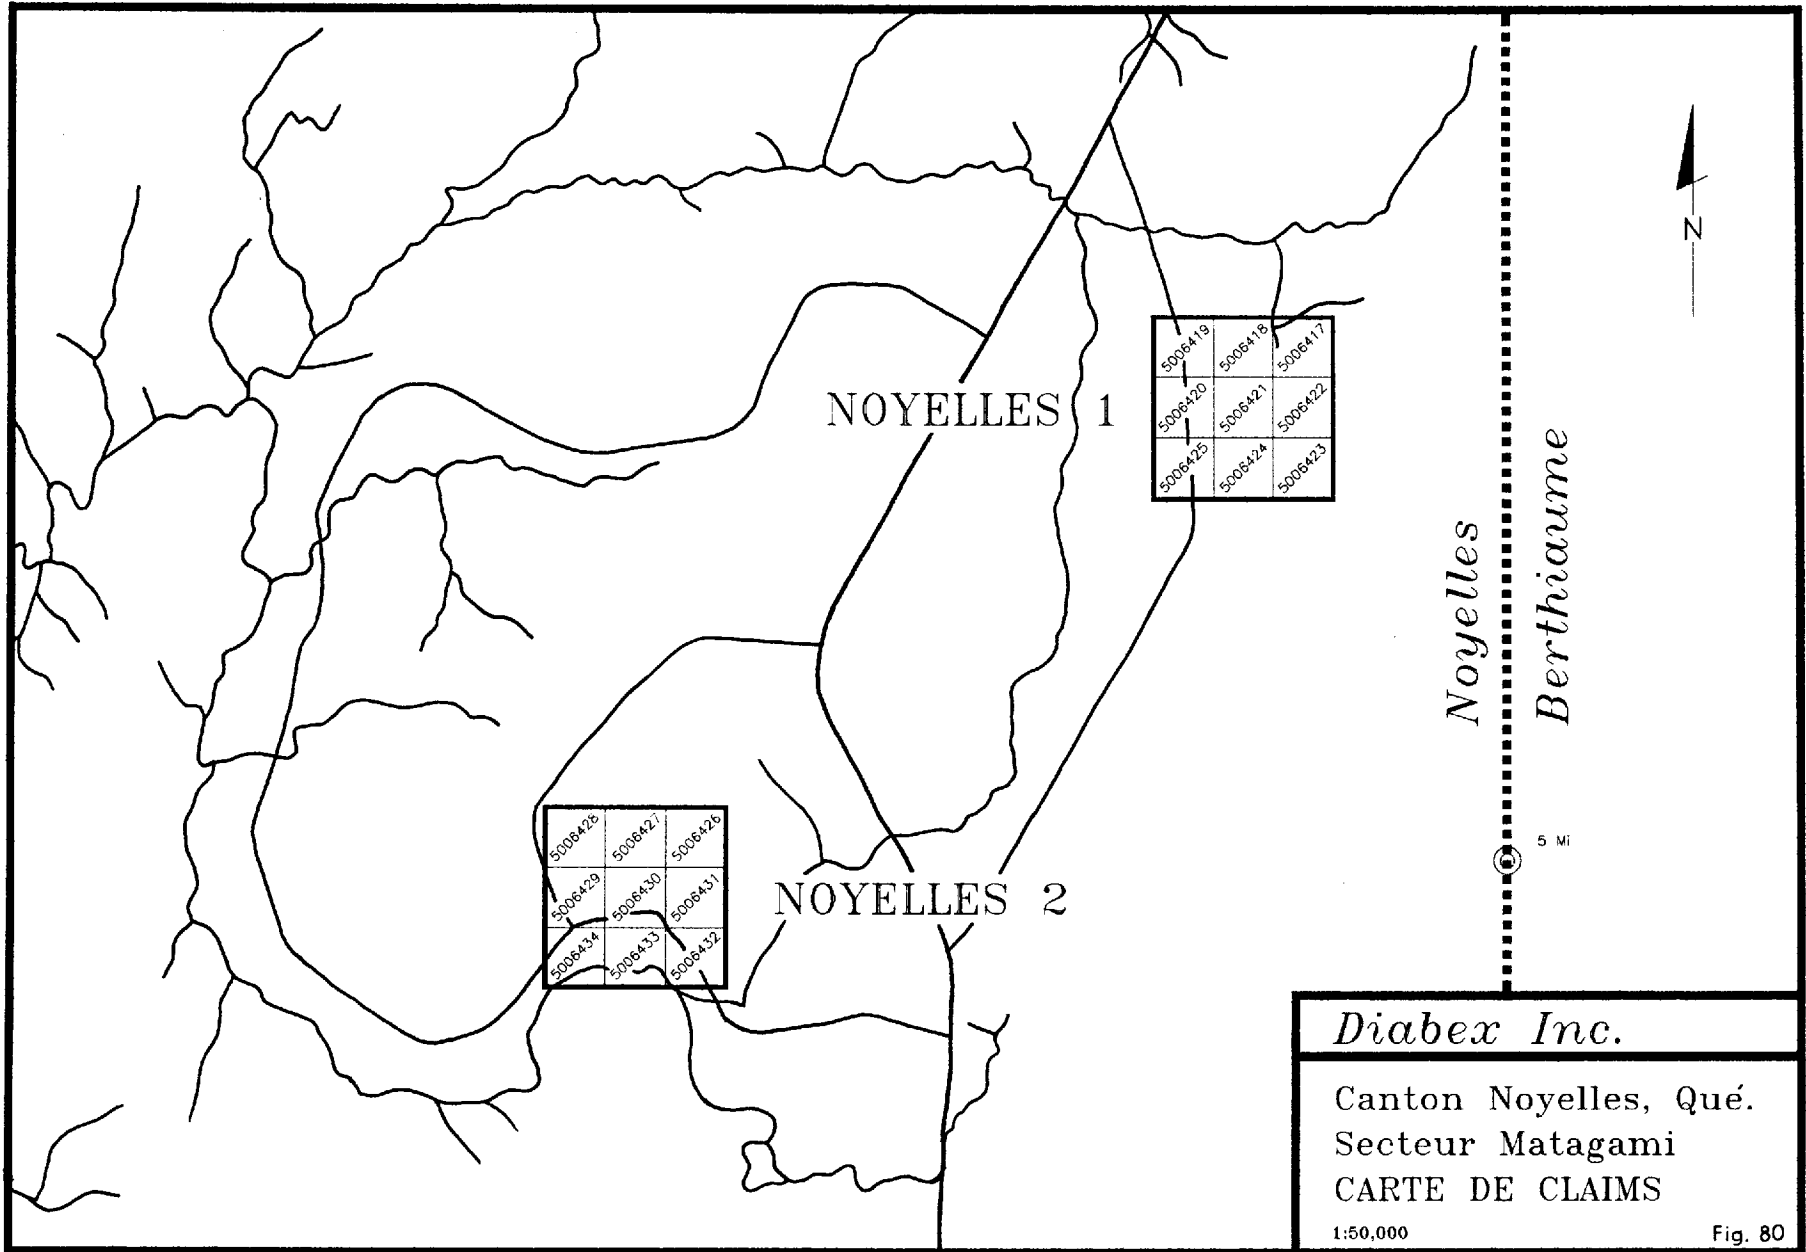 N
NOYELLES 1
5006419 5006418 5006417
5006420 5006421 5006422
5006425 5006424 5006423
Noyelles
Berthiaume
5 Mi
5006428 5006427 5006426
5006429 5006430 5006431
5006434 5006433 5006432
NOYELLES 2
Diabex Inc.
Canton Noyelles, Qué.
Secteur Matagami
CARTE DE CLAIMS
1:50,000
Fig. 80